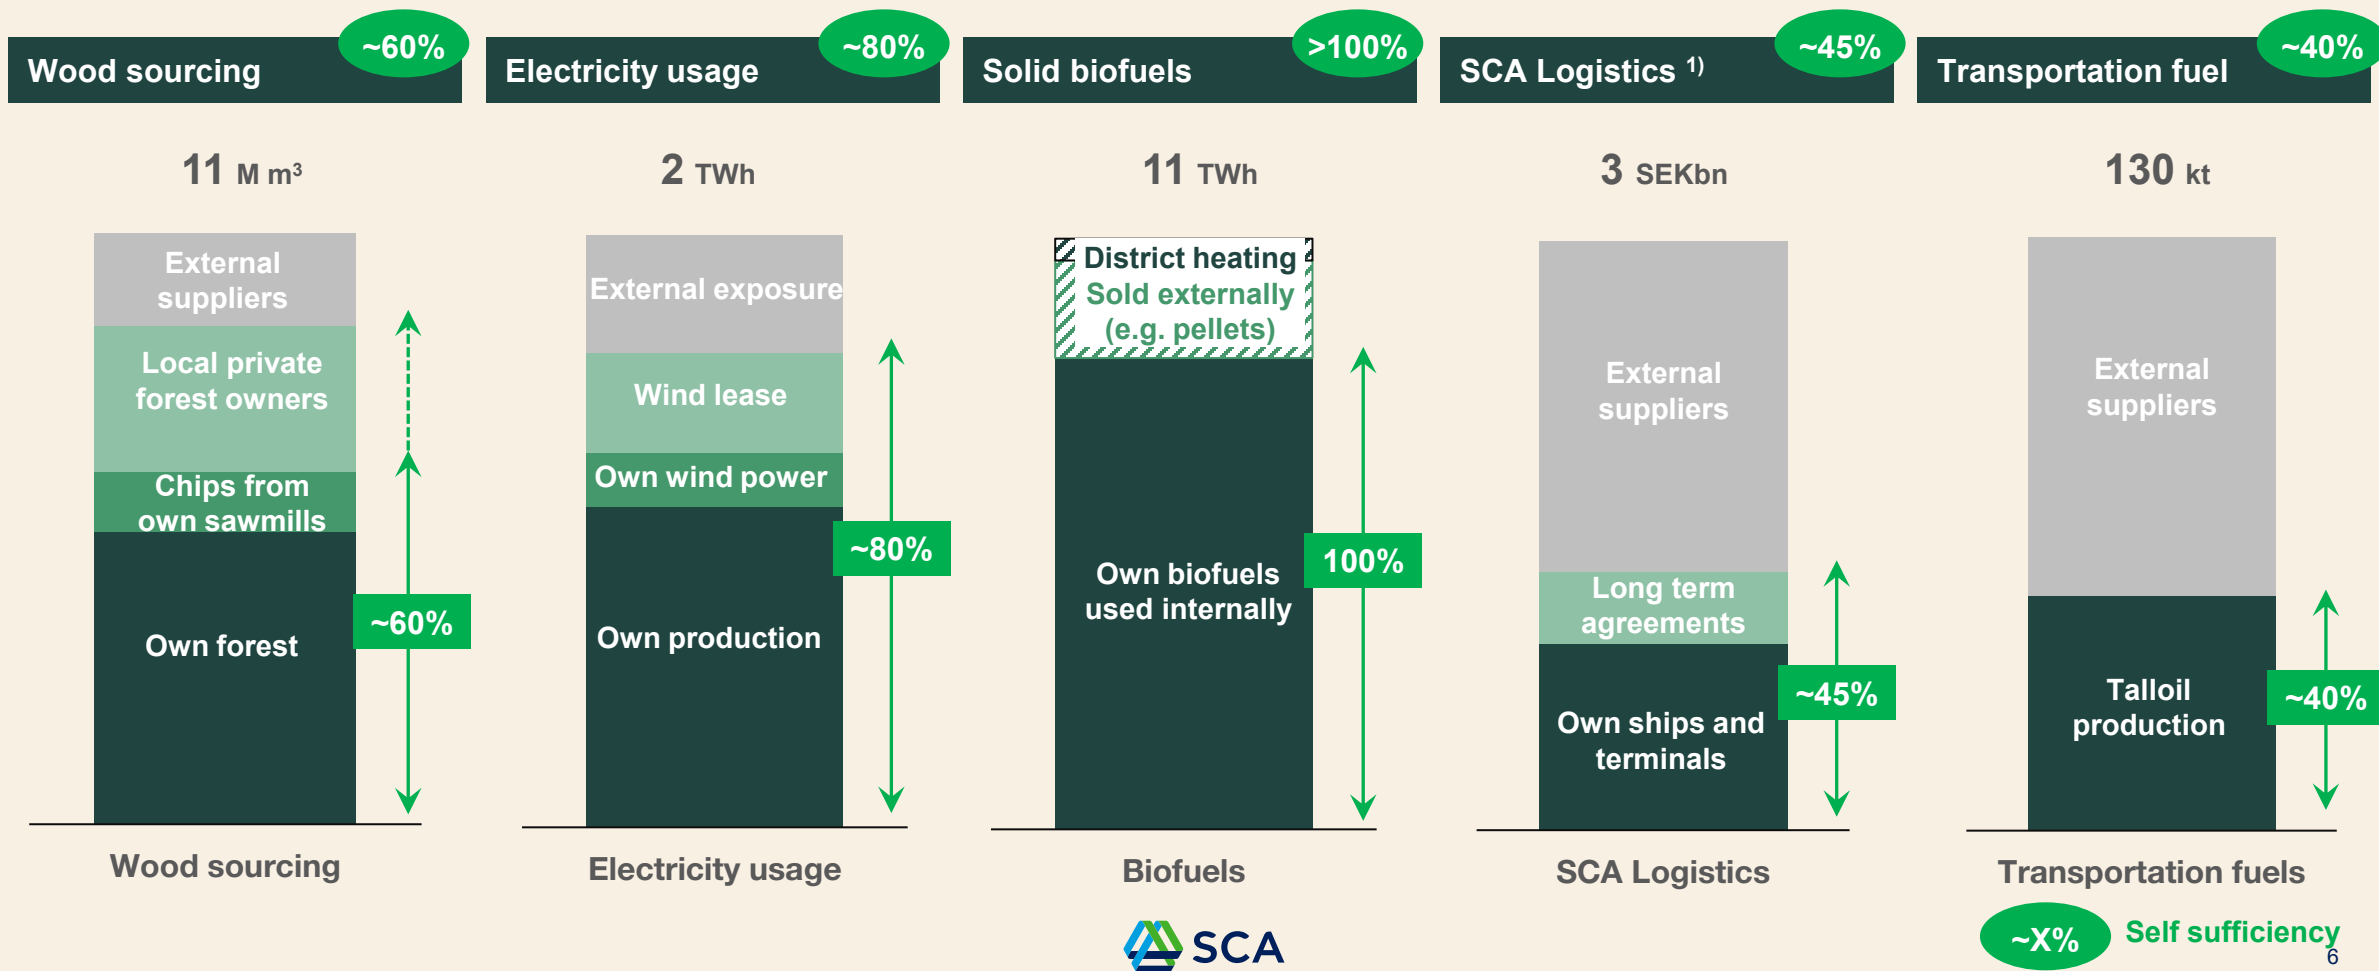 Wood sourcing
~60%
Electricity usage
~80%
Solid biofuels
>100%
SCA Logistics 1)
~45%
Transportation fuel
~40%
11 M m³
2 TWh
11 TWh
3 SEKbn
130 kt
External
suppliers
Local private
forest owners
Chips from
own sawmills
Own forest
~60%
External exposure
Wind lease
Own wind power
Own production
~80%
District heating
Sold externally
(e.g. pellets)
Own biofuels
used internally
100%
External
suppliers
Long term
agreements
Own ships and
terminals
~45%
External
suppliers
Talloil
production
~40%
Wood sourcing
Electricity usage
Biofuels
SCA Logistics
Transportation fuels
SCA
~X%
Self sufficiency
6